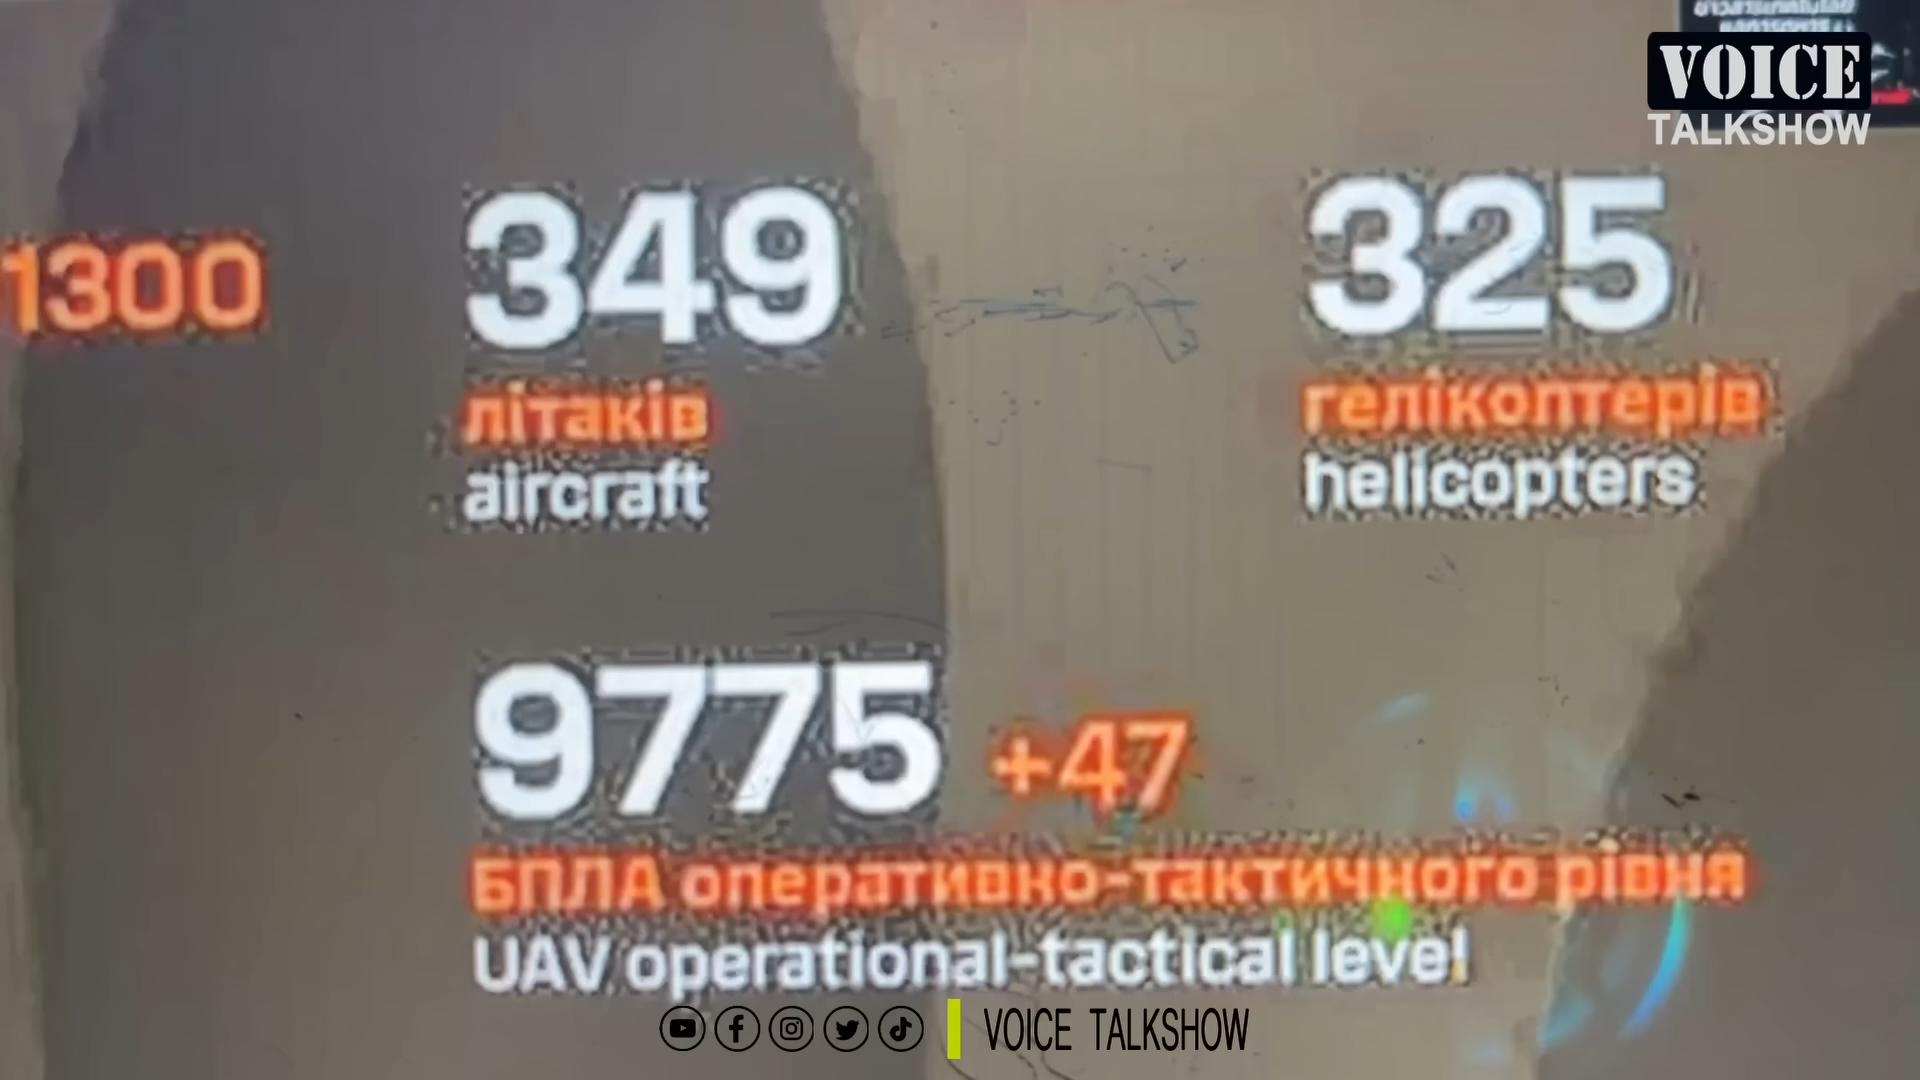 VOICE
TALKSHOW
1300
349
літаків
aircraft
325
гелікоптерів
helicopters
9775 +47
БПЛА оперативно-тактичного рівня
UAV operational-tactical level
VOICE TALKSHOW